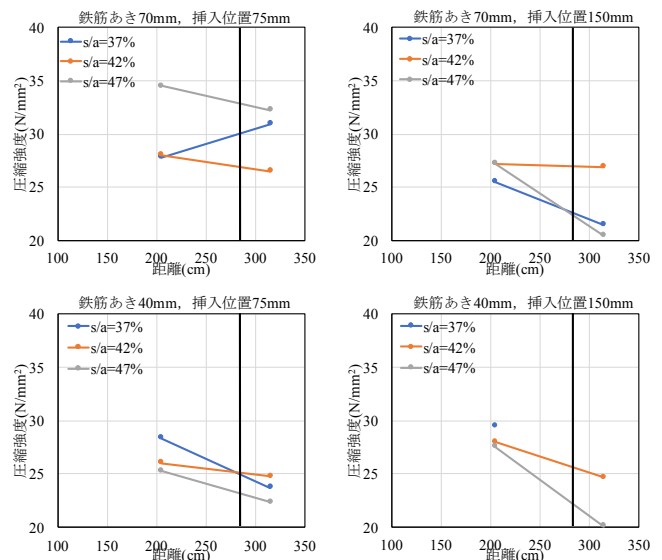 鉄筋あき70mm，挿入位置75mm
40
s/a=37%
s/a=42%
35
s/a=47%
圧縮強度(N/mm²)
30
25
20
100 150 200 250 300 350
距離(cm)
鉄筋あき70mm，挿入位置150mm
40
s/a=37%
s/a=42%
35
s/a=47%
圧縮強度(N/mm²)
30
25
20
100 150 200 250 300 350
距離(cm)
鉄筋あき40mm，挿入位置75mm
40
s/a=37%
s/a=42%
35
s/a=47%
圧縮強度(N/mm²)
30
25
20
100 150 200 250 300 350
距離(cm)
鉄筋あき40mm，挿入位置150mm
40
s/a=37%
s/a=42%
35
s/a=47%
圧縮強度(N/mm²)
30
25
20
100 150 200 250 300 350
距離(cm)